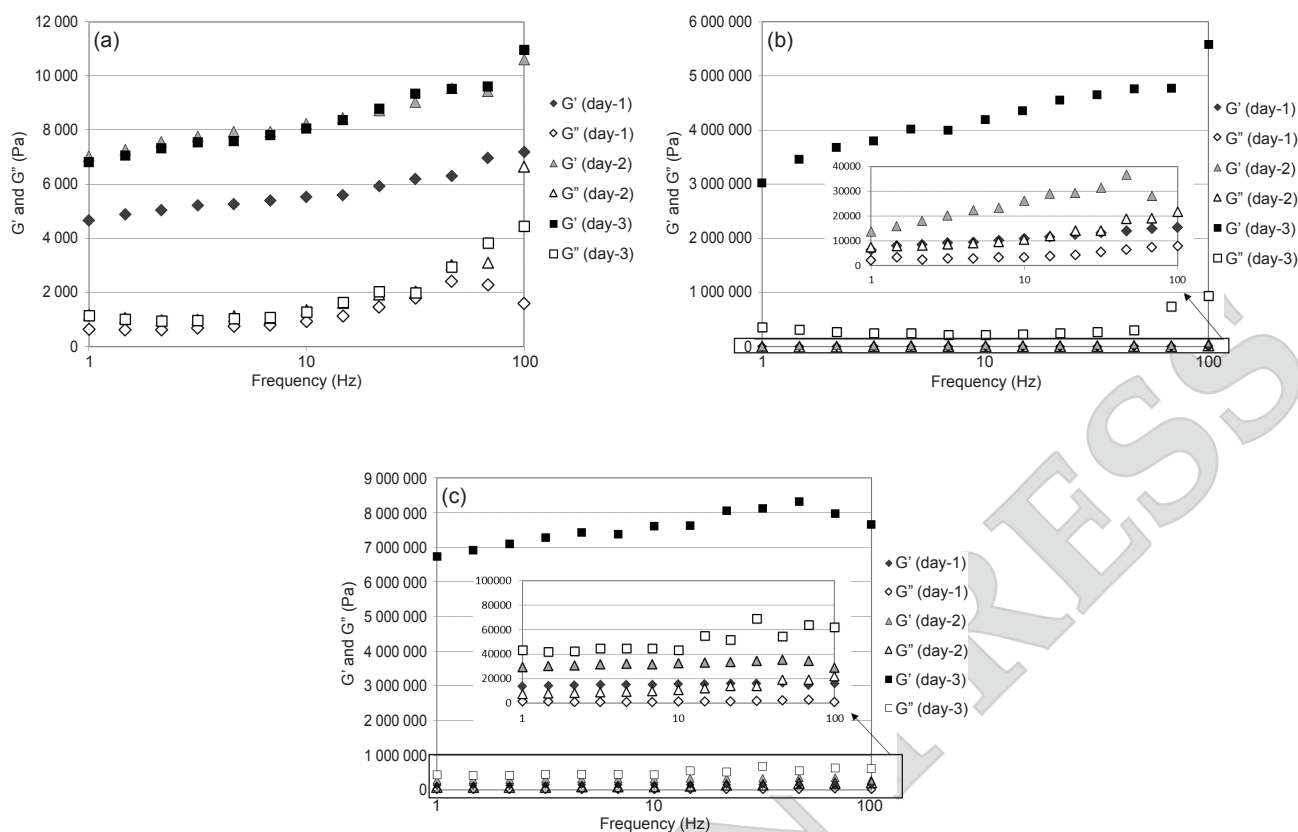 (a)
12 000
10 000
8 000
6 000
4 000
2 000
0
G' and G" (Pa)
1
10
100
Frequency (Hz)
G' (day-1)
G" (day-1)
G' (day-2)
G" (day-2)
G' (day-3)
G" (day-3)
(b)
6 000 000
5 000 000
4 000 000
3 000 000
2 000 000
1 000 000
0
G' and G" (Pa)
40000
30000
20000
10000
0
1
10
100
1
10
100
Frequency (Hz)
G' (day-1)
G" (day-1)
G' (day-2)
G" (day-2)
G' (day-3)
G" (day-3)
(c)
9 000 000
8 000 000
7 000 000
6 000 000
5 000 000
4 000 000
3 000 000
2 000 000
1 000 000
0
G' and G" (Pa)
100000
80000
60000
40000
20000
0
1
10
100
1
10
100
Frequency (Hz)
G' (day-1)
G" (day-1)
G' (day-2)
G" (day-2)
G' (day-3)
G" (day-3)
RESS